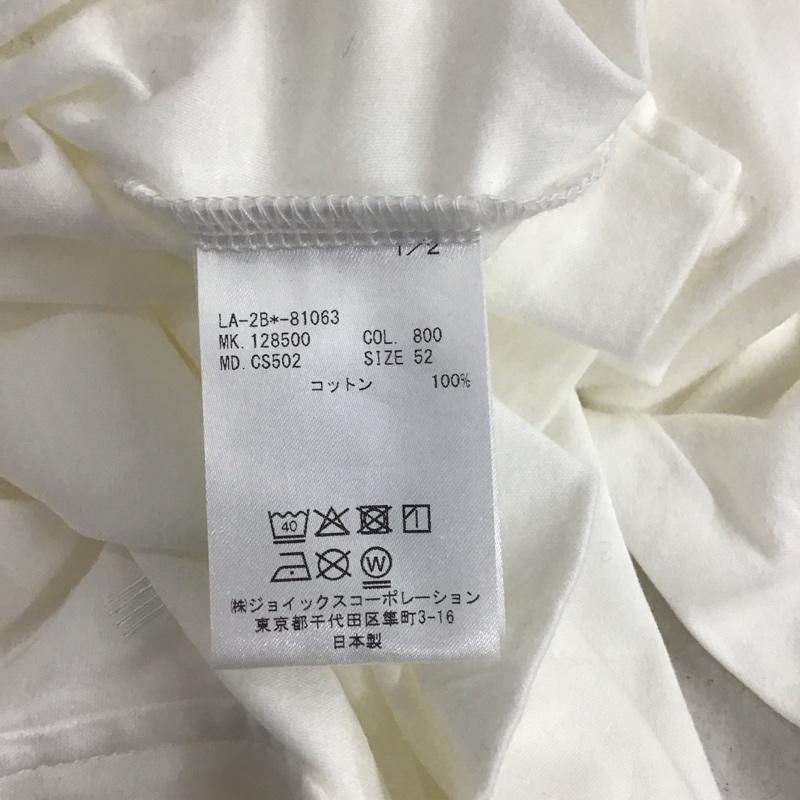 1/2
LA-2B*-81063
MK. 128500 COL. 800
MD. CS502 SIZE 52
コットン 100%
40
W
㈱ジョイックスコーポレーション
東京都千代田区隼町3-16
日本製